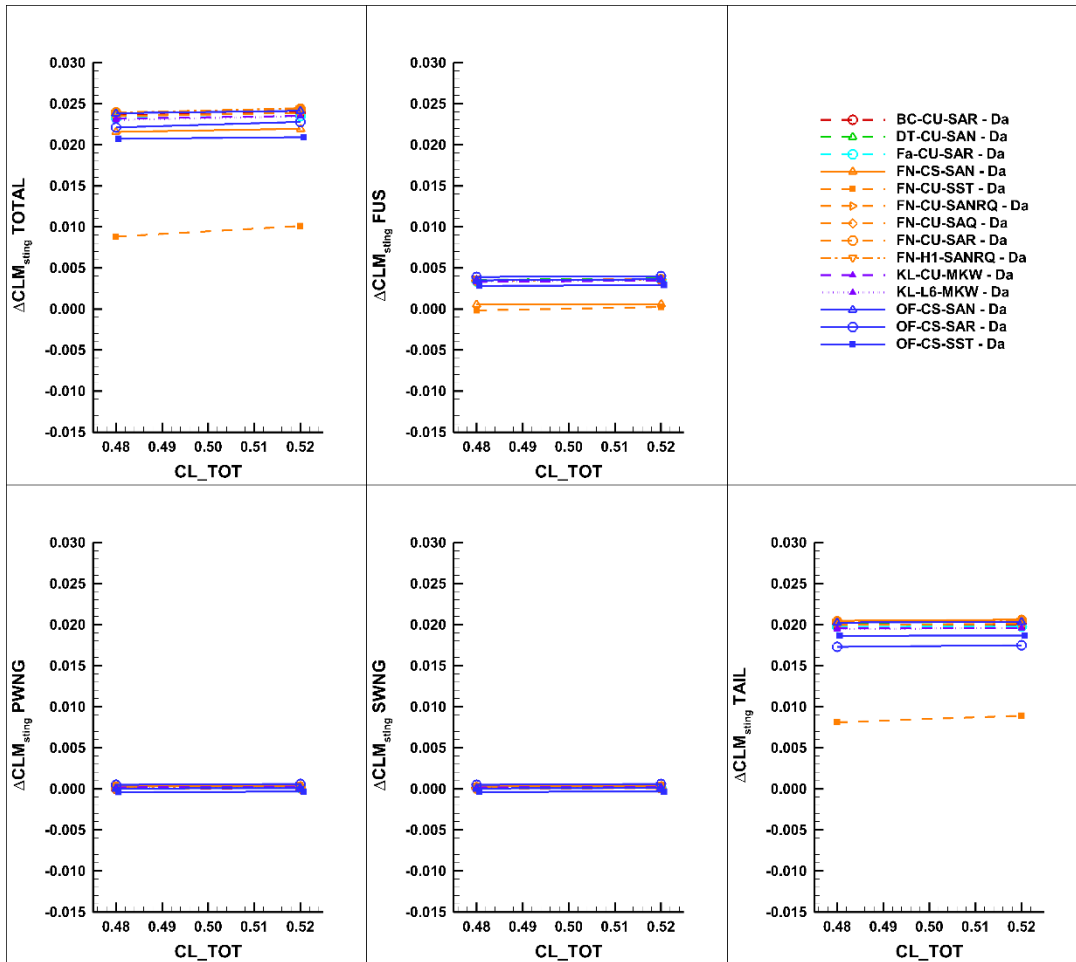 0.030
0.025
0.020
0.015
0.010
0.005
0.000
-0.005
-0.010
-0.015
ΔCLM_sting TOTAL
0.48 0.49 0.50 0.51 0.52
CL_TOT
0.030
0.025
0.020
0.015
0.010
0.005
0.000
-0.005
-0.010
-0.015
ΔCLM_sting FUS
0.48 0.49 0.50 0.51 0.52
CL_TOT
BC-CU-SAR - Da
DT-CU-SAN - Da
Fa-CU-SAR - Da
FN-CS-SAN - Da
FN-CU-SST - Da
FN-CU-SANRQ - Da
FN-CU-SAQ - Da
FN-CU-SAR - Da
FN-H1-SANRQ - Da
KL-CU-MKW - Da
KL-L6-MKW - Da
OF-CS-SAN - Da
OF-CS-SAR - Da
OF-CS-SST - Da
0.030
0.025
0.020
0.015
0.010
0.005
0.000
-0.005
-0.010
-0.015
ΔCLM_sting PWNG
0.48 0.49 0.50 0.51 0.52
CL_TOT
0.030
0.025
0.020
0.015
0.010
0.005
0.000
-0.005
-0.010
-0.015
ΔCLM_sting SWNG
0.48 0.49 0.50 0.51 0.52
CL_TOT
0.030
0.025
0.020
0.015
0.010
0.005
0.000
-0.005
-0.010
-0.015
ΔCLM_sting TAIL
0.48 0.49 0.50 0.51 0.52
CL_TOT